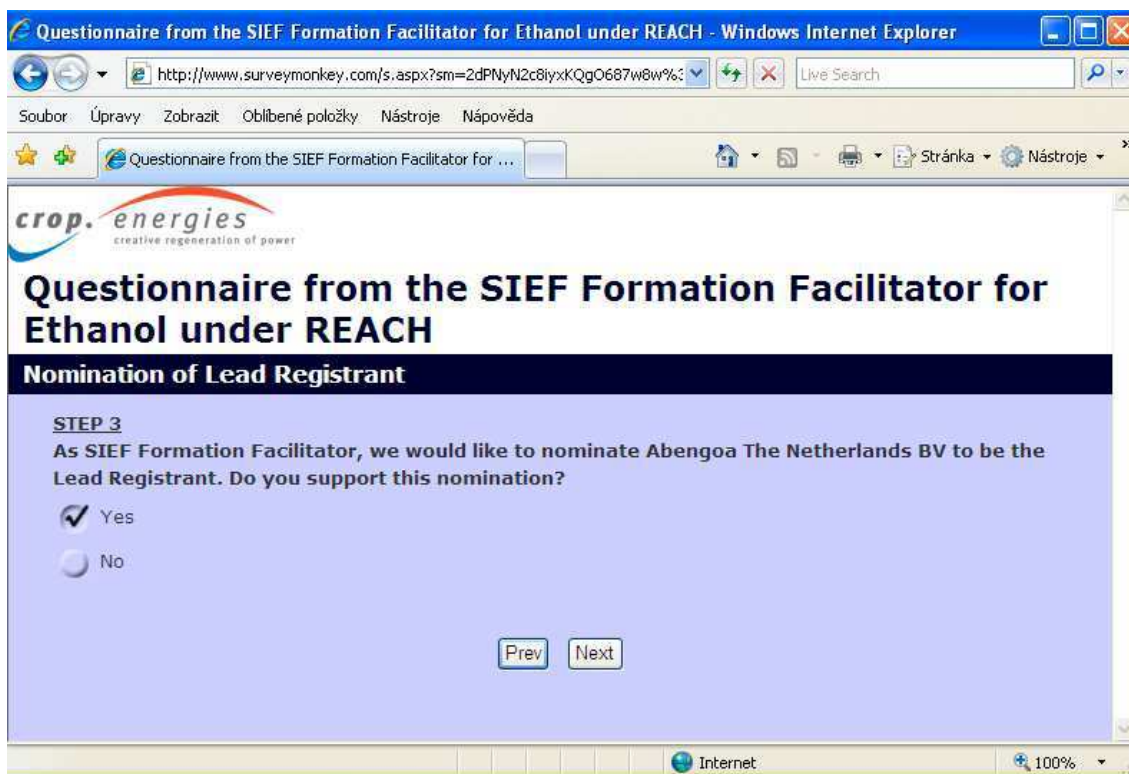 Questionnaire from the SIEF Formation Facilitator for Ethanol under REACH - Windows Internet Explorer
http://www.surveymonkey.com/s.aspx?sm=2dPNyN2c8iyxKQgO687w8w%3
Live Search
Soubor Úpravy Zobrazit Oblíbené položky Nástroje Nápověda
Questionnaire from the SIEF Formation Facilitator for ...
Stránka Nástroje
crop. energies
creative regeneration of power
Questionnaire from the SIEF Formation Facilitator for
Ethanol under REACH
Nomination of Lead Registrant
STEP 3
As SIEF Formation Facilitator, we would like to nominate Abengoa The Netherlands BV to be the
Lead Registrant. Do you support this nomination?
Yes
No
Prev Next
Internet 100%